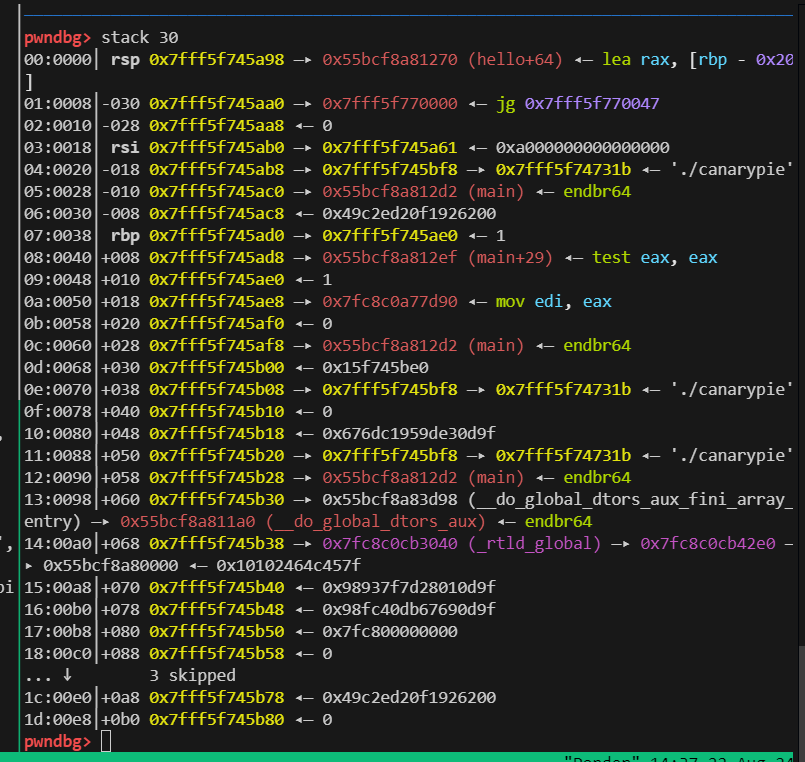 pwndbg> stack 30
00:0000│ rsp 0x7fff5f745a98 —▸ 0x55bcf8a81270 (hello+64) ◂— lea rax, [rbp - 0x20
]
01:0008│-030 0x7fff5f745aa0 —▸ 0x7fff5f770000 ◂— jg 0x7fff5f770047
02:0010│-028 0x7fff5f745aa8 ◂— 0
03:0018│ rsi 0x7fff5f745ab0 —▸ 0x7fff5f745a61 ◂— 0xa000000000000000
04:0020│-018 0x7fff5f745ab8 —▸ 0x7fff5f745bf8 —▸ 0x7fff5f74731b ◂— './canarypie'
05:0028│-010 0x7fff5f745ac0 —▸ 0x55bcf8a812d2 (main) ◂— endbr64
06:0030│-008 0x7fff5f745ac8 ◂— 0x49c2ed20f1926200
07:0038│ rbp 0x7fff5f745ad0 —▸ 0x7fff5f745ae0 ◂— 1
08:0040│+008 0x7fff5f745ad8 —▸ 0x55bcf8a812ef (main+29) ◂— test eax, eax
09:0048│+010 0x7fff5f745ae0 ◂— 1
0a:0050│+018 0x7fff5f745ae8 —▸ 0x7fc8c0a77d90 ◂— mov edi, eax
0b:0058│+020 0x7fff5f745af0 ◂— 0
0c:0060│+028 0x7fff5f745af8 —▸ 0x55bcf8a812d2 (main) ◂— endbr64
0d:0068│+030 0x7fff5f745b00 ◂— 0x15f745be0
0e:0070│+038 0x7fff5f745b08 —▸ 0x7fff5f745bf8 —▸ 0x7fff5f74731b ◂— './canarypie'
0f:0078│+040 0x7fff5f745b10 ◂— 0
10:0080│+048 0x7fff5f745b18 ◂— 0x676dc1959de30d9f
11:0088│+050 0x7fff5f745b20 —▸ 0x7fff5f745bf8 —▸ 0x7fff5f74731b ◂— './canarypie'
12:0090│+058 0x7fff5f745b28 —▸ 0x55bcf8a812d2 (main) ◂— endbr64
13:0098│+060 0x7fff5f745b30 —▸ 0x55bcf8a83d98 (__do_global_dtors_aux_fini_array_
entry) —▸ 0x55bcf8a811a0 (__do_global_dtors_aux) ◂— endbr64
14:00a0│+068 0x7fff5f745b38 —▸ 0x7fc8c0cb3040 (_rtld_global) —▸ 0x7fc8c0cb42e0 —
▸ 0x55bcf8a80000 ◂— 0x10102464c457f
15:00a8│+070 0x7fff5f745b40 ◂— 0x98937f7d28010d9f
16:00b0│+078 0x7fff5f745b48 ◂— 0x98fc40db67690d9f
17:00b8│+080 0x7fff5f745b50 ◂— 0x7fc800000000
18:00c0│+088 0x7fff5f745b58 ◂— 0
... ↓ 3 skipped
1c:00e0│+0a8 0x7fff5f745b78 ◂— 0x49c2ed20f1926200
1d:00e8│+0b0 0x7fff5f745b80 ◂— 0
pwndbg>